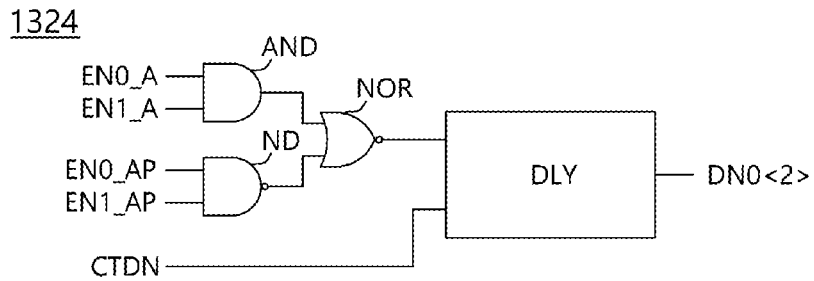 1324
AND
EN0_A
EN1_A
NOR
ND
EN0_AP
EN1_AP
DLY
DN0<2>
CTDN